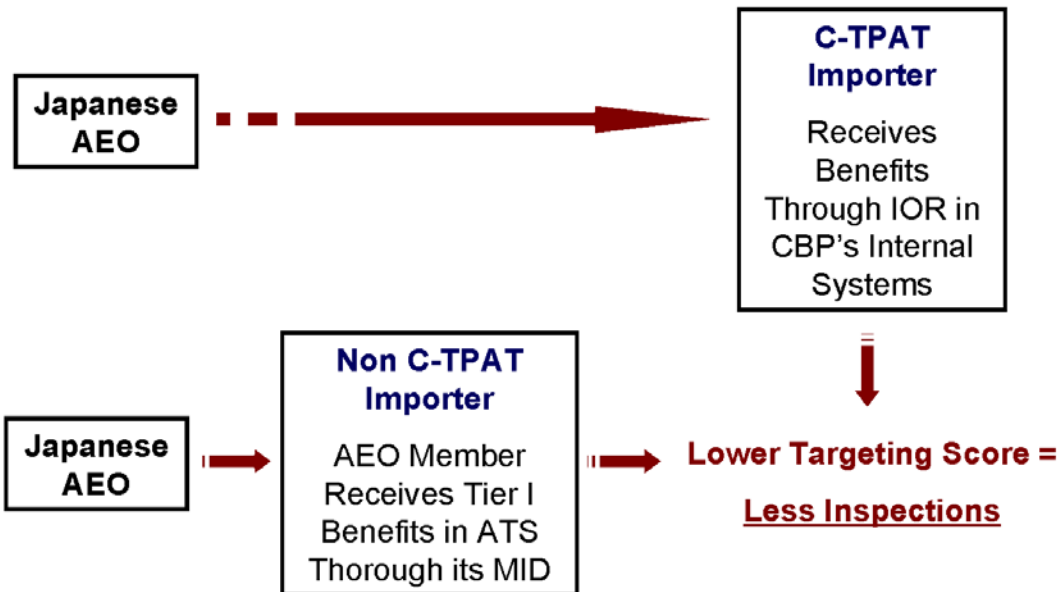 Japanese
AEO
C-TPAT
Importer
Receives
Benefits
Through IOR in
CBP's Internal
Systems
Japanese
AEO
Non C-TPAT
Importer
AEO Member
Receives Tier I
Benefits in ATS
Thorough its MID
Lower Targeting Score =
Less Inspections